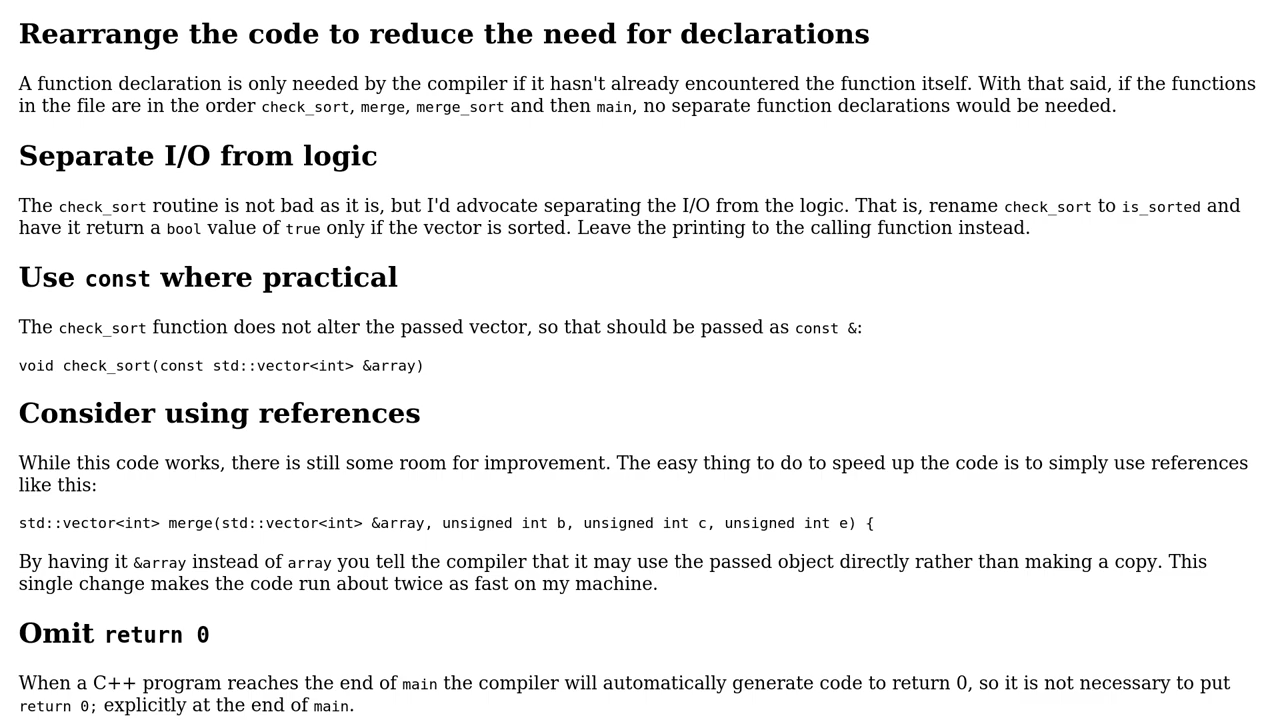 Rearrange the code to reduce the need for declarations
A function declaration is only needed by the compiler if it hasn't already encountered the function itself. With that said, if the functions
in the file are in the order check_sort, merge, merge_sort and then main, no separate function declarations would be needed.
Separate I/O from logic
The check_sort routine is not bad as it is, but I'd advocate separating the I/O from the logic. That is, rename check_sort to is_sorted and
have it return a bool value of true only if the vector is sorted. Leave the printing to the calling function instead.
Use const where practical
The check_sort function does not alter the passed vector, so that should be passed as const &:
void check_sort(const std::vector<int> &array)
Consider using references
While this code works, there is still some room for improvement. The easy thing to do to speed up the code is to simply use references
like this:
std::vector<int> merge(std::vector<int> &array, unsigned int b, unsigned int c, unsigned int e) {
By having it &array instead of array you tell the compiler that it may use the passed object directly rather than making a copy. This
single change makes the code run about twice as fast on my machine.
Omit return 0
When a C++ program reaches the end of main the compiler will automatically generate code to return 0, so it is not necessary to put
return 0; explicitly at the end of main.